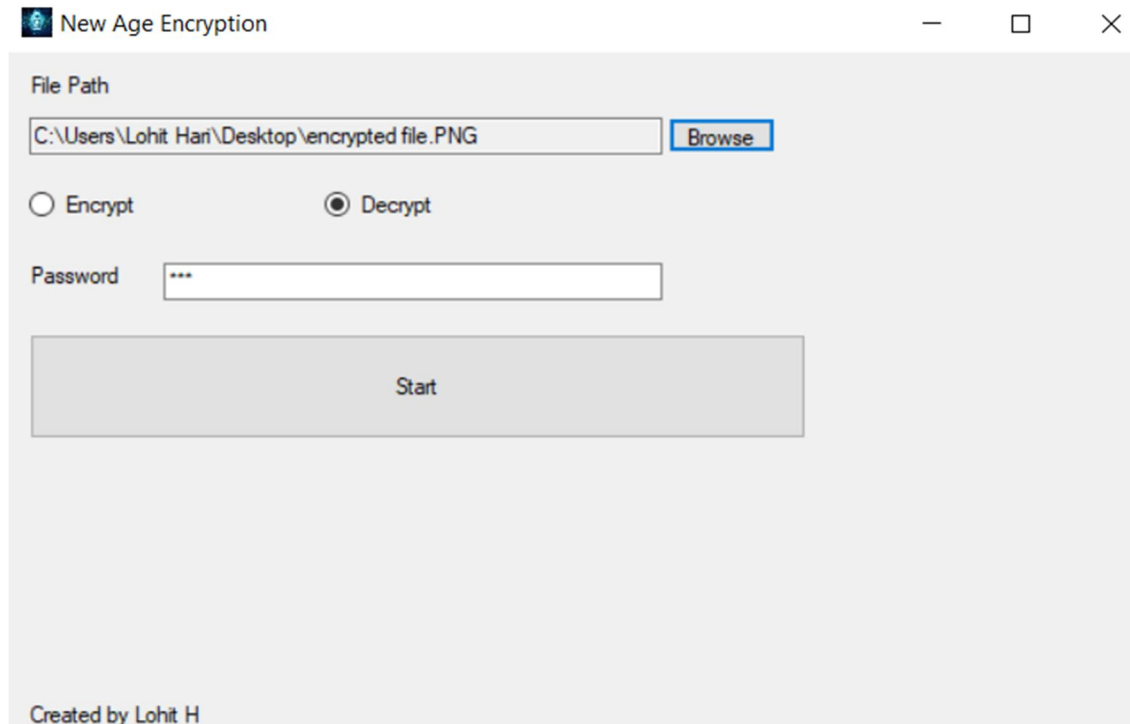 New Age Encryption
File Path
C:\Users\Lohit Hari\Desktop\encrypted file.PNG
Browse
Encrypt Decrypt
Password ***
Start
Created by Lohit H